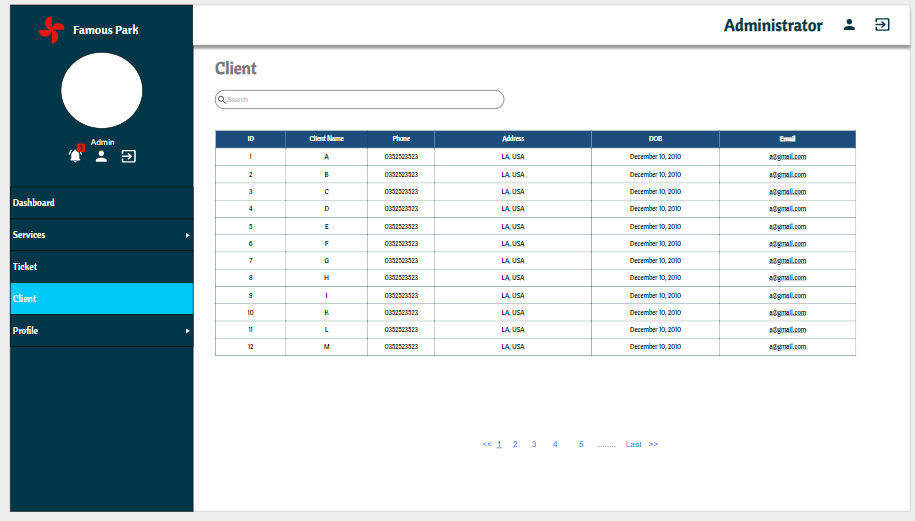 Famous Park
Administrator
Admin
1
Dashboard
Services
Ticket
Client
Profile
Client
Search
ID Client Name Phone Address DOB Email
1 A 0352523523 LA, USA December 10, 2010 a@gmail.com
2 B 0352523523 LA, USA December 10, 2010 a@gmail.com
3 C 0352523523 LA, USA December 10, 2010 a@gmail.com
4 D 0352523523 LA, USA December 10, 2010 a@gmail.com
5 E 0352523523 LA, USA December 10, 2010 a@gmail.com
6 F 0352523523 LA, USA December 10, 2010 a@gmail.com
7 G 0352523523 LA, USA December 10, 2010 a@gmail.com
8 H 0352523523 LA, USA December 10, 2010 a@gmail.com
9 I 0352523523 LA, USA December 10, 2010 a@gmail.com
10 K 0352523523 LA, USA December 10, 2010 a@gmail.com
11 L 0352523523 LA, USA December 10, 2010 a@gmail.com
12 M 0352523523 LA, USA December 10, 2010 a@gmail.com
<< 1 2 3 4 5 ........ Last >>